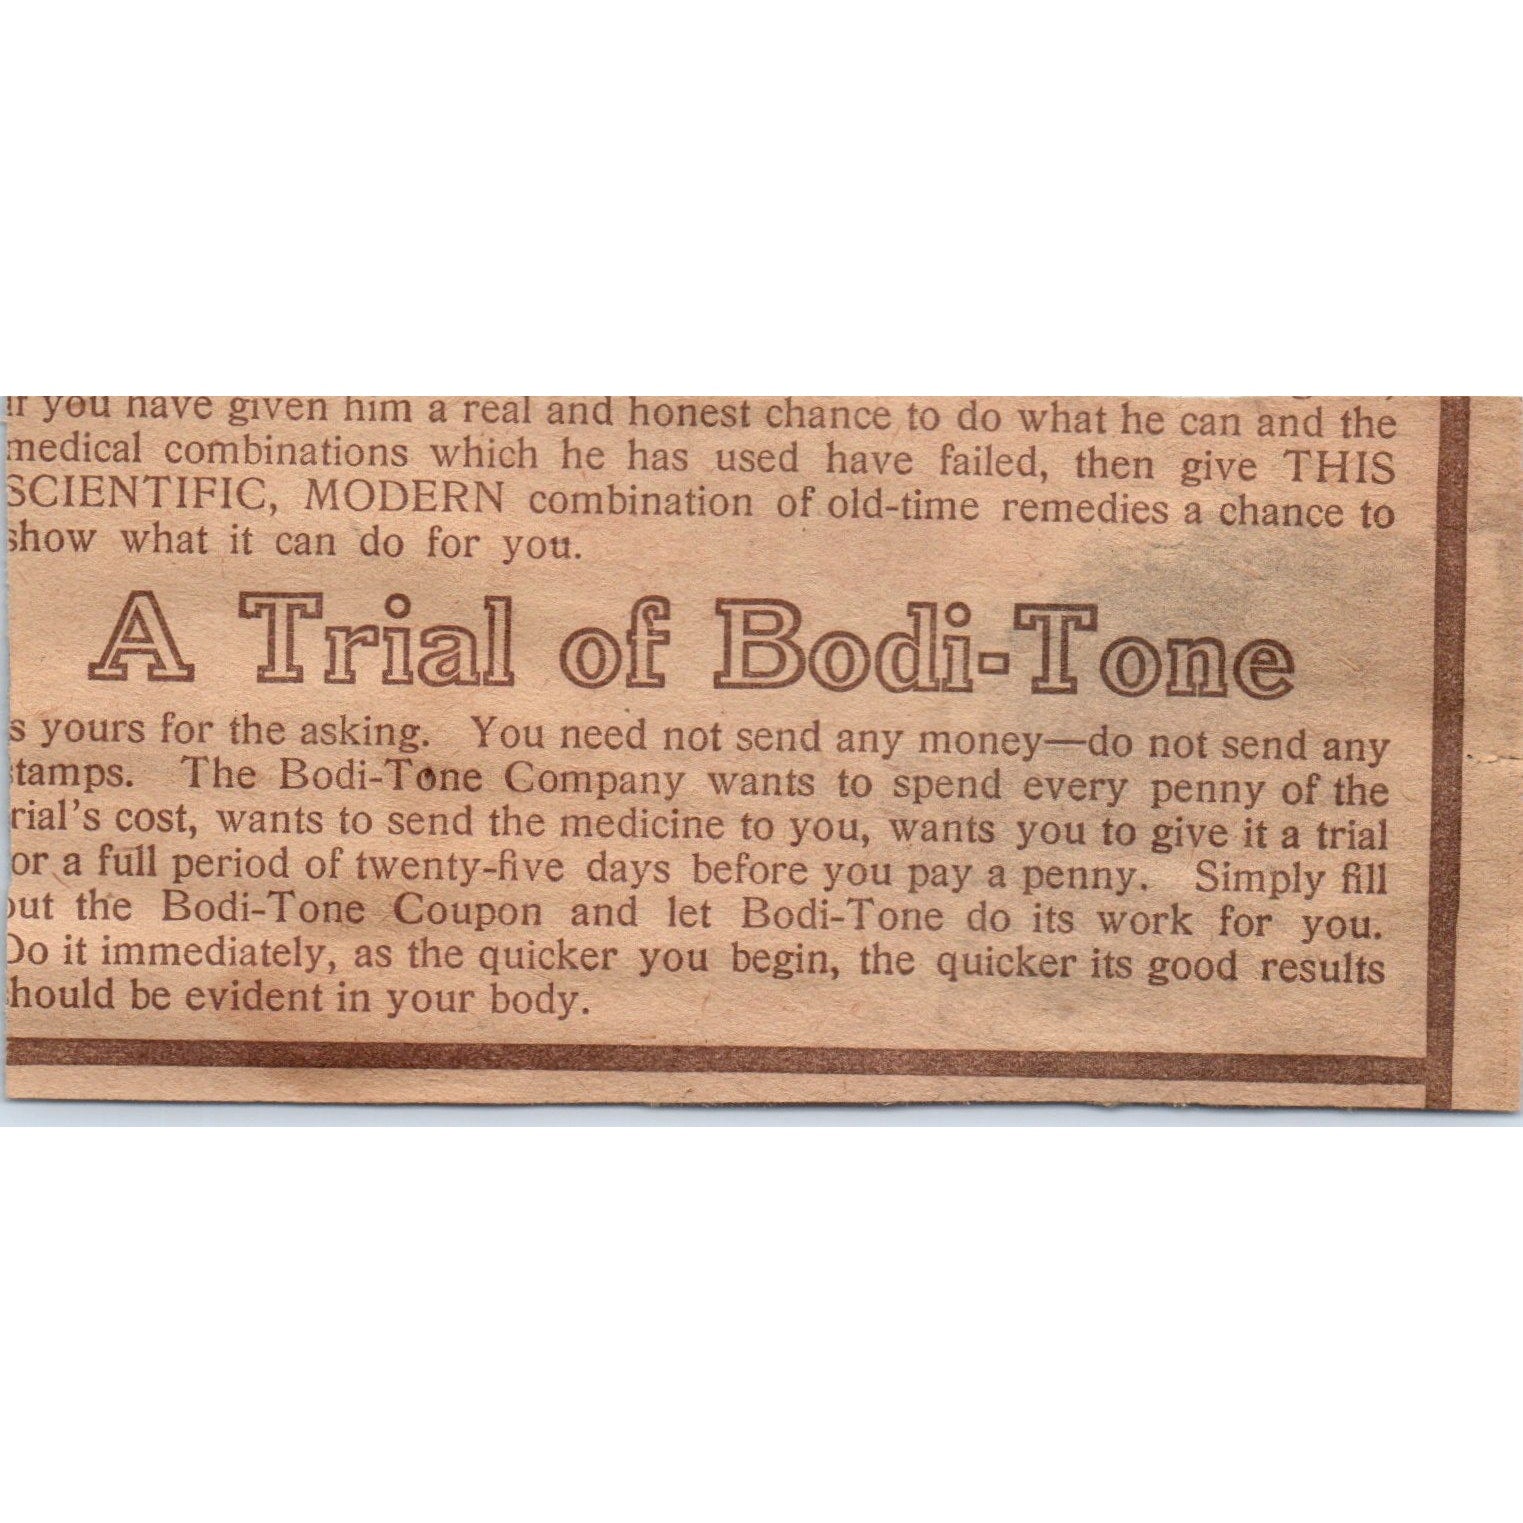 if you have given him a real and honest chance to do what he can and the
medical combinations which he has used have failed, then give THIS
SCIENTIFIC, MODERN combination of old-time remedies a chance to
show what it can do for you.
A Trial of Bodi-Tone
s yours for the asking. You need not send any money—do not send any
tamps. The Bodi-Tone Company wants to spend every penny of the
rial's cost, wants to send the medicine to you, wants you to give it a trial
or a full period of twenty-five days before you pay a penny. Simply fill
out the Bodi-Tone Coupon and let Bodi-Tone do its work for you.
Do it immediately, as the quicker you begin, the quicker its good results
hould be evident in your body.